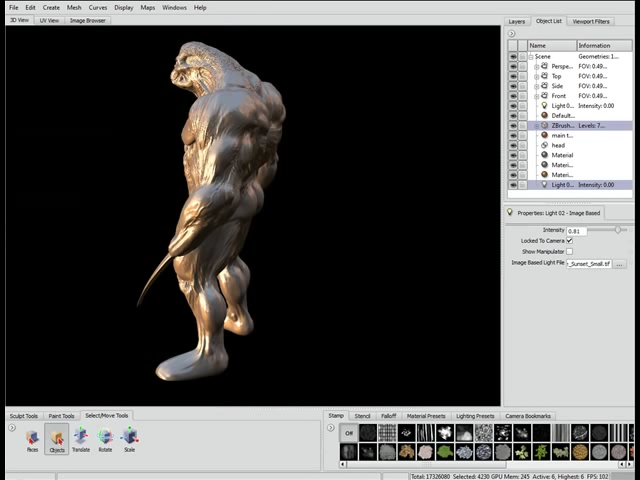 File Edit Create Mesh Curves Display Maps Windows Help
3D View UV View Image Browser
Layers Object List Viewport Filters
Name Information
Scene Geometries: 1...
Perspe... FOV: 0.49...
Top FOV: 0.49...
Side FOV: 0.49...
Front FOV: 0.49...
Light 0... Intensity: 0.00
Default...
ZBrush... Levels: 7...
main t...
head
Material
Materi...
Materi...
Light 0... Intensity: 0.00
Properties: Light 02 - Image Based
Intensity 0.81
Locked To Camera
Show Manipulator
Image Based Light File r_Sunset_Small.tif ...
Sculpt Tools Paint Tools Select/Move Tools
Faces Objects Translate Rotate Scale
Stamp Stencil Falloff Material Presets Lighting Presets Camera Bookmarks
Off
Total: 17326080 Selected: 4230 GPU Mem: 245 Active: 6, Highest: 6 FPS: 102